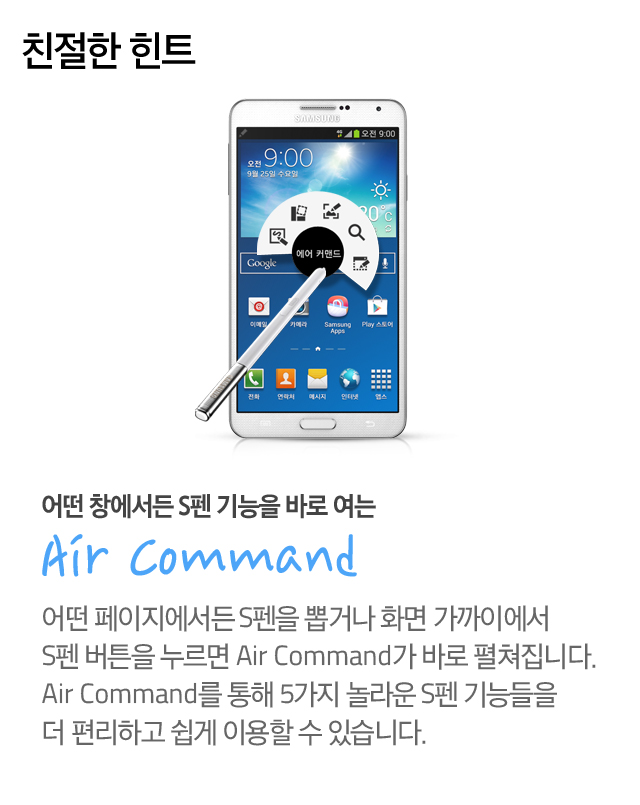 친절한 힌트
SAMSUNG
4G 오전 9:00
오전 9:00
9월 25일 수요일
20°C
에어 커맨드
Google
이메일 카메라 Samsung Apps Play 스토어
전화 연락처 메시지 인터넷 앱스
어떤 창에서든 S펜 기능을 바로 여는
Air Command
어떤 페이지에서든 S펜을 뽑거나 화면 가까이에서
S펜 버튼을 누르면 Air Command가 바로 펼쳐집니다.
Air Command를 통해 5가지 놀라운 S펜 기능들을
더 편리하고 쉽게 이용할 수 있습니다.